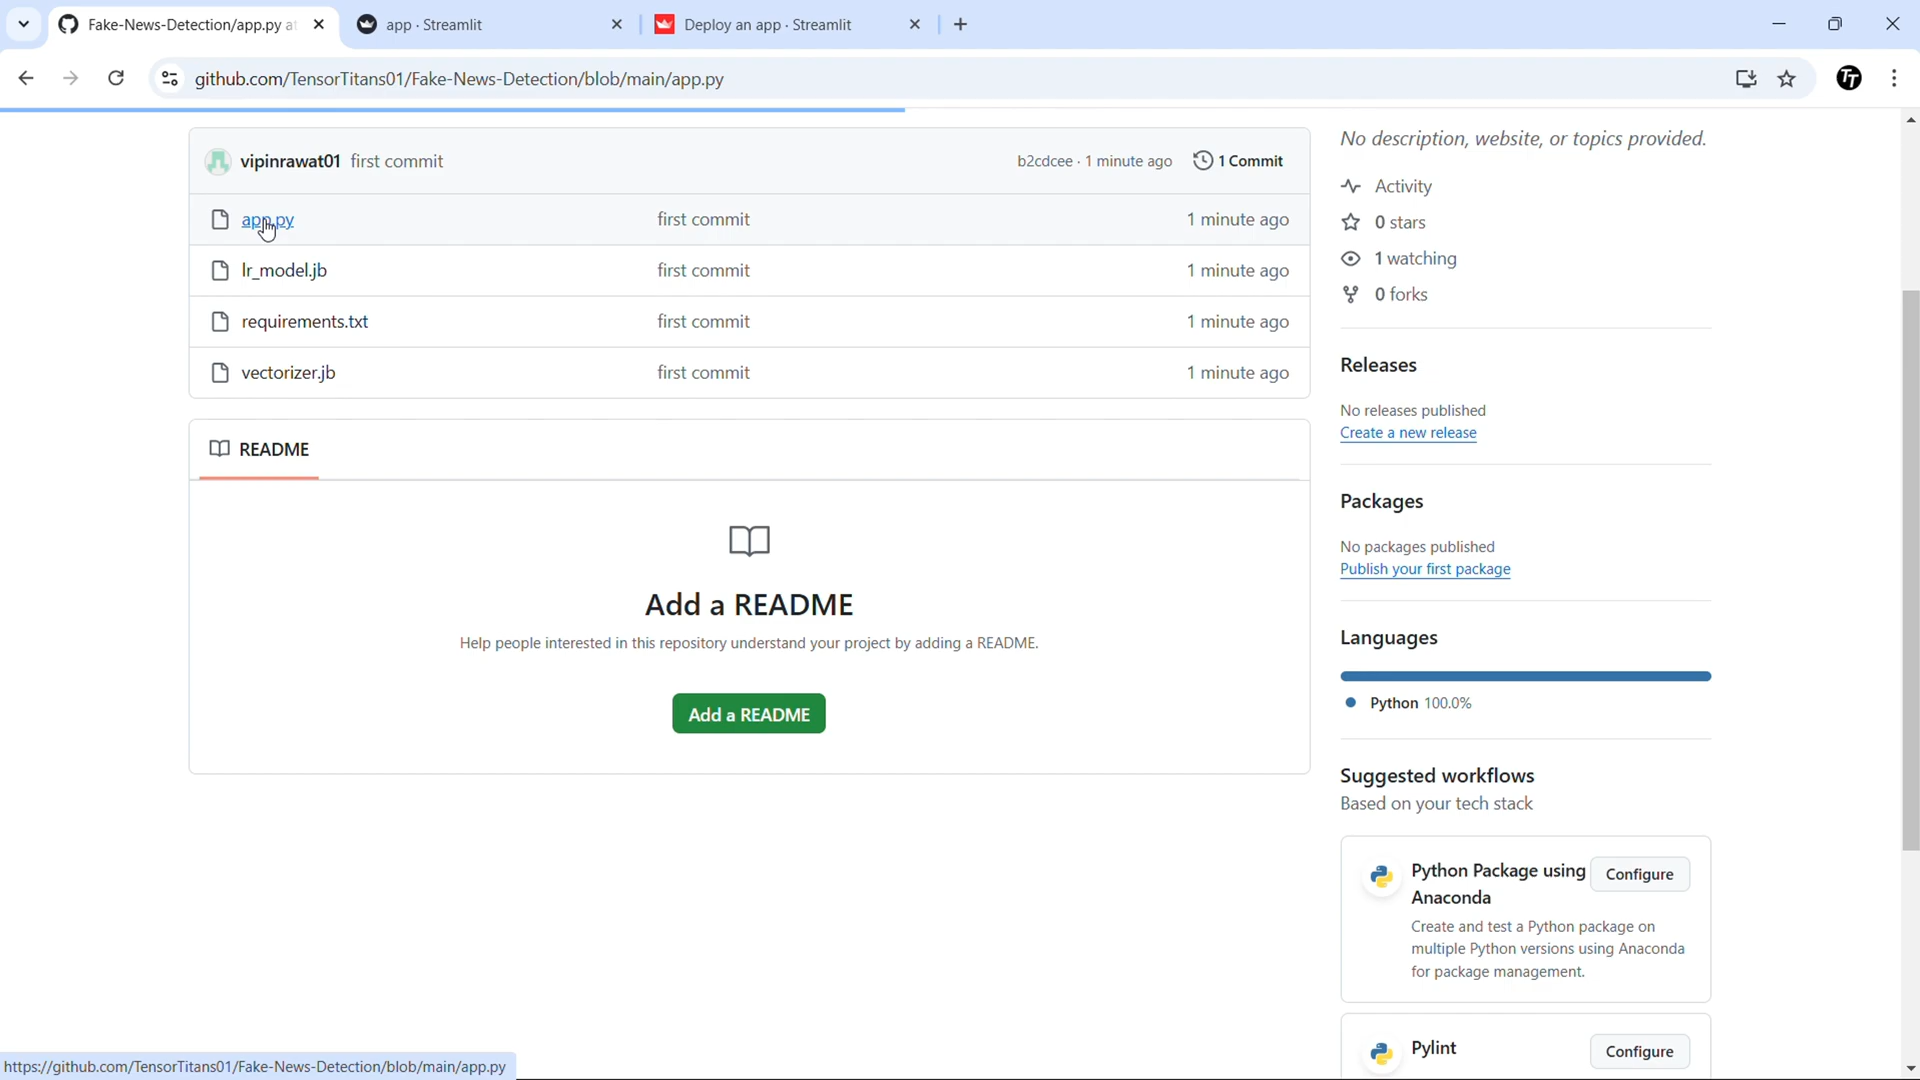 Fake-News-Detection/app.py a
app · Streamlit
Deploy an app · Streamlit
github.com/TensorTitans01/Fake-News-Detection/blob/main/app.py
TT
vipinrawat01 first commit
b2cdcee · 1 minute ago
1 Commit
app.py first commit 1 minute ago
lr_model.jb first commit 1 minute ago
requirements.txt first commit 1 minute ago
vectorizer.jb first commit 1 minute ago
README
Add a README
Help people interested in this repository understand your project by adding a README.
Add a README
No description, website, or topics provided.
Activity
0 stars
1 watching
0 forks
Releases
No releases published
Create a new release
Packages
No packages published
Publish your first package
Languages
Python 100.0%
Suggested workflows
Based on your tech stack
Python Package using
Anaconda
Configure
Create and test a Python package on
multiple Python versions using Anaconda
for package management.
Pylint
Configure
https://github.com/TensorTitans01/Fake-News-Detection/blob/main/app.py